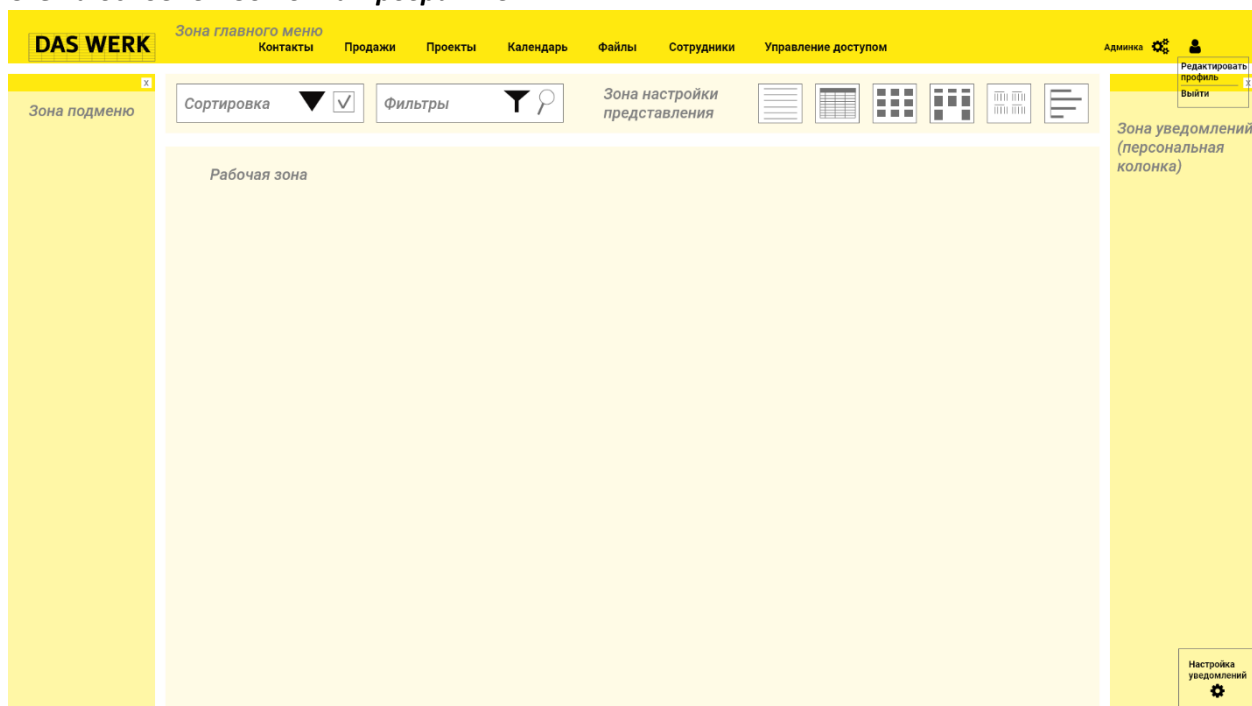 DAS WERK
Зона главного меню
Контакты Продажи Проекты Календарь Файлы Сотрудники Управление доступом
Админка
Редактировать
профиль
Выйти
x
Зона подменю
Сортировка
Фильтры
Зона настройки
представления
x
Зона уведомлений
(персональная
колонка)
Рабочая зона
Настройка
уведомлений